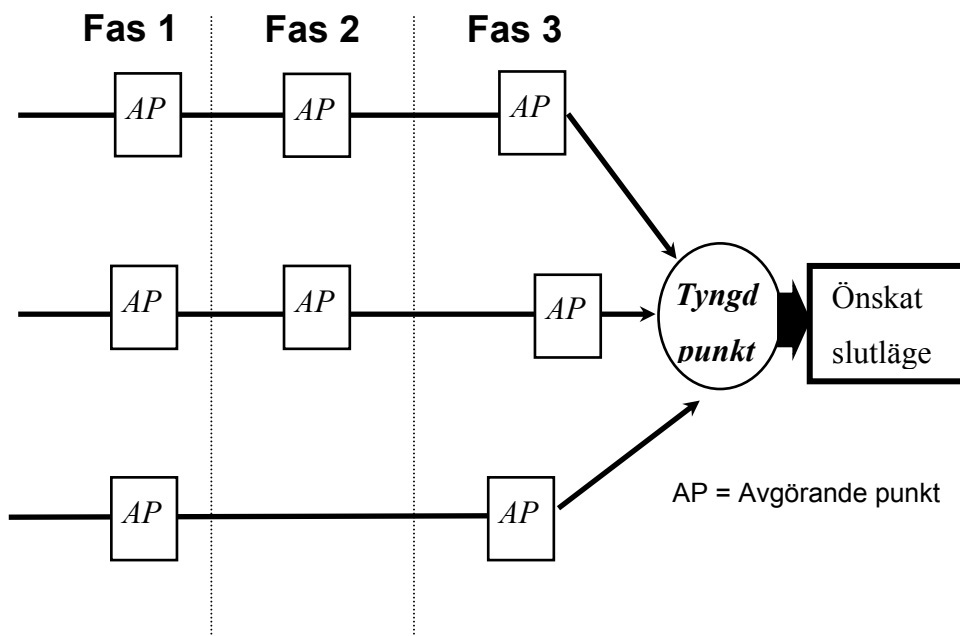 Fas 1
Fas 2
Fas 3
AP
AP
AP
AP
AP
AP
Tyngd
punkt
Önskat
slutläge
AP = Avgörande punkt
AP
AP